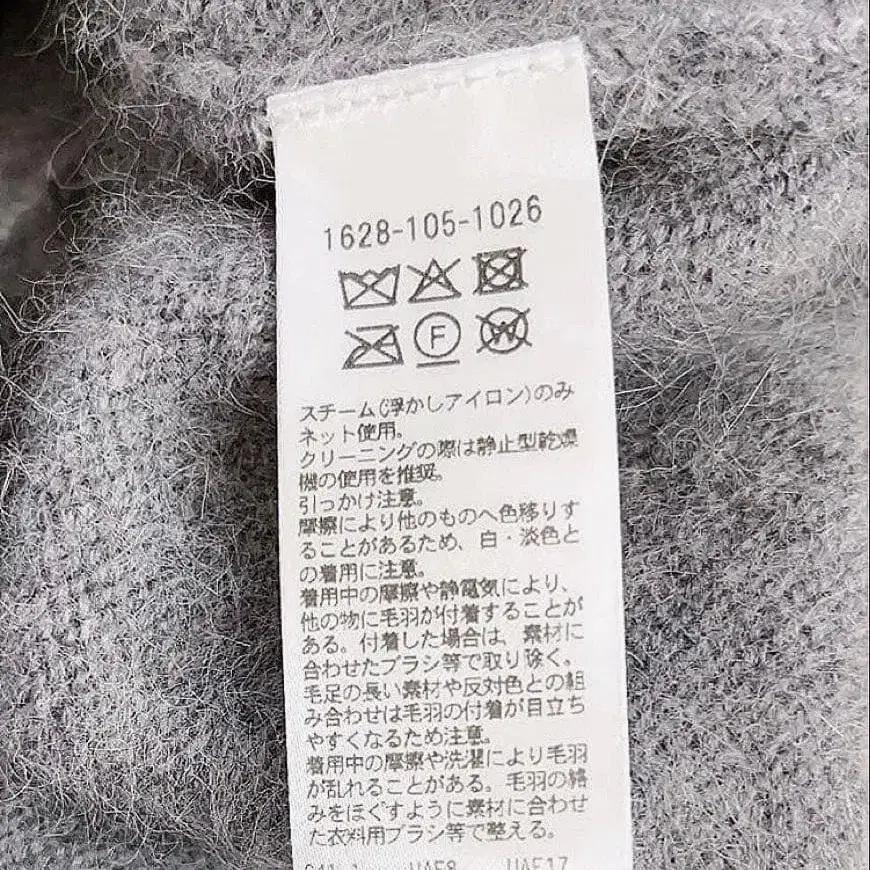 1628-105-1026
F
W
スチーム(浮かしアイロン)のみ
ネット使用。
クリーニングの際は静止型乾燥
機の使用を推奨。
引っかけ注意。
摩擦により他のものへ色移りす
ることがあるため、白・淡色と
の着用に注意。
着用中の摩擦や静電気により、
他の物に毛羽が付着することが
ある。付着した場合は、素材に
合わせたブラシ等で取り除く。
毛足の長い素材や反対色との組
み合わせは毛羽の付着が目立ち
やすくなるため注意。
着用中の摩擦や洗濯により毛羽
が乱れることがある。毛羽の絡
みをほぐすように素材に合わせ
た衣料用ブラシ等で整える。